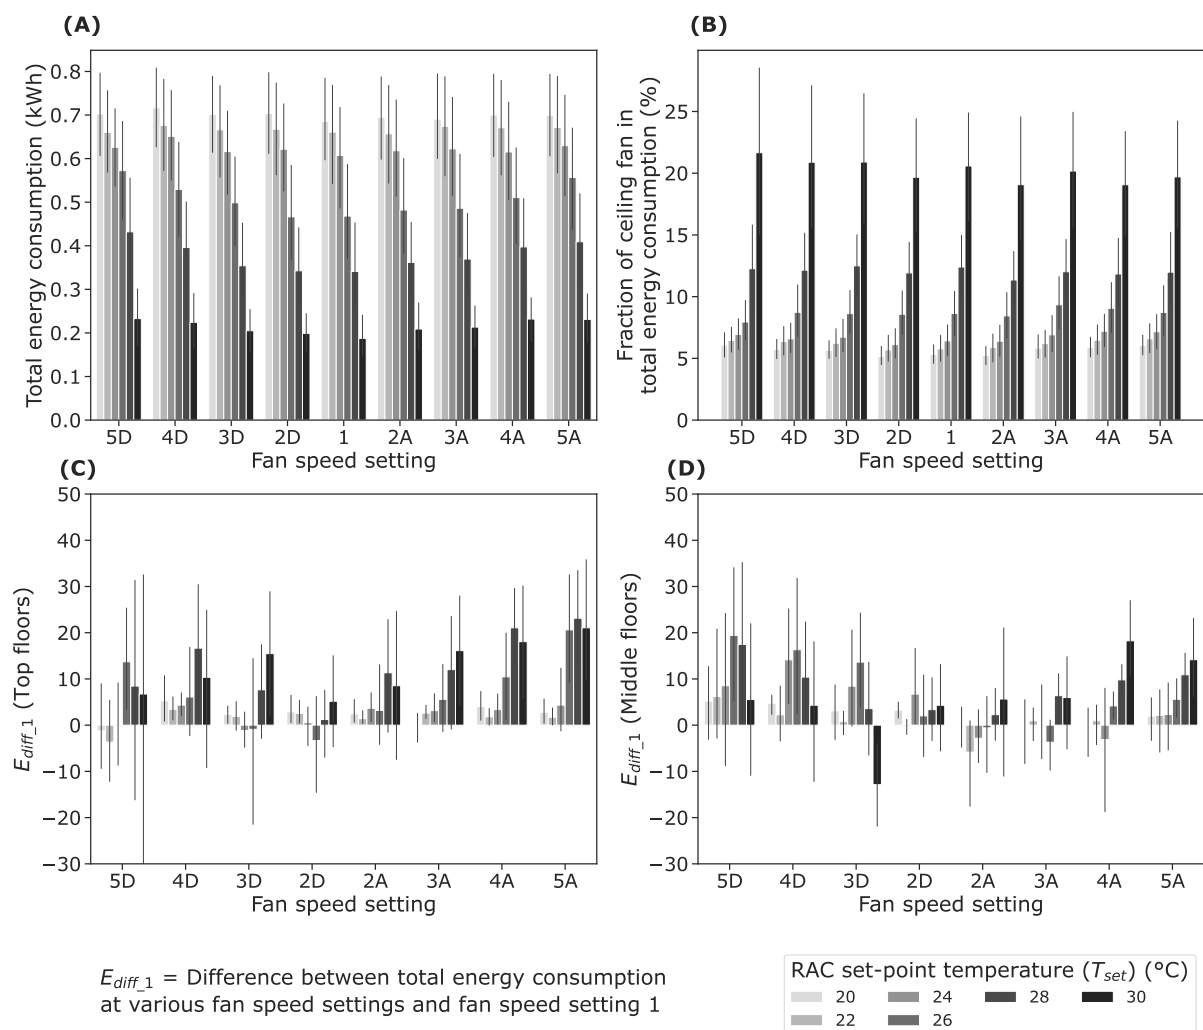 (A)
Total energy consumption (kWh)
0.8
0.7
0.6
0.5
0.4
0.3
0.2
0.1
0.0
5D 4D 3D 2D 1 2A 3A 4A 5A
Fan speed setting
(B)
Fraction of ceiling fan in
total energy consumption (%)
25
20
15
10
5
0
5D 4D 3D 2D 1 2A 3A 4A 5A
Fan speed setting
(C)
E_diff_1 (Top floors)
50
40
30
20
10
0
−10
−20
−30
5D 4D 3D 2D 2A 3A 4A 5A
Fan speed setting
(D)
E_diff_1 (Middle floors)
50
40
30
20
10
0
−10
−20
−30
5D 4D 3D 2D 2A 3A 4A 5A
Fan speed setting
E_diff_1 = Difference between total energy consumption
at various fan speed settings and fan speed setting 1
RAC set-point temperature (T_set) (°C)
20 24 28 30
22 26